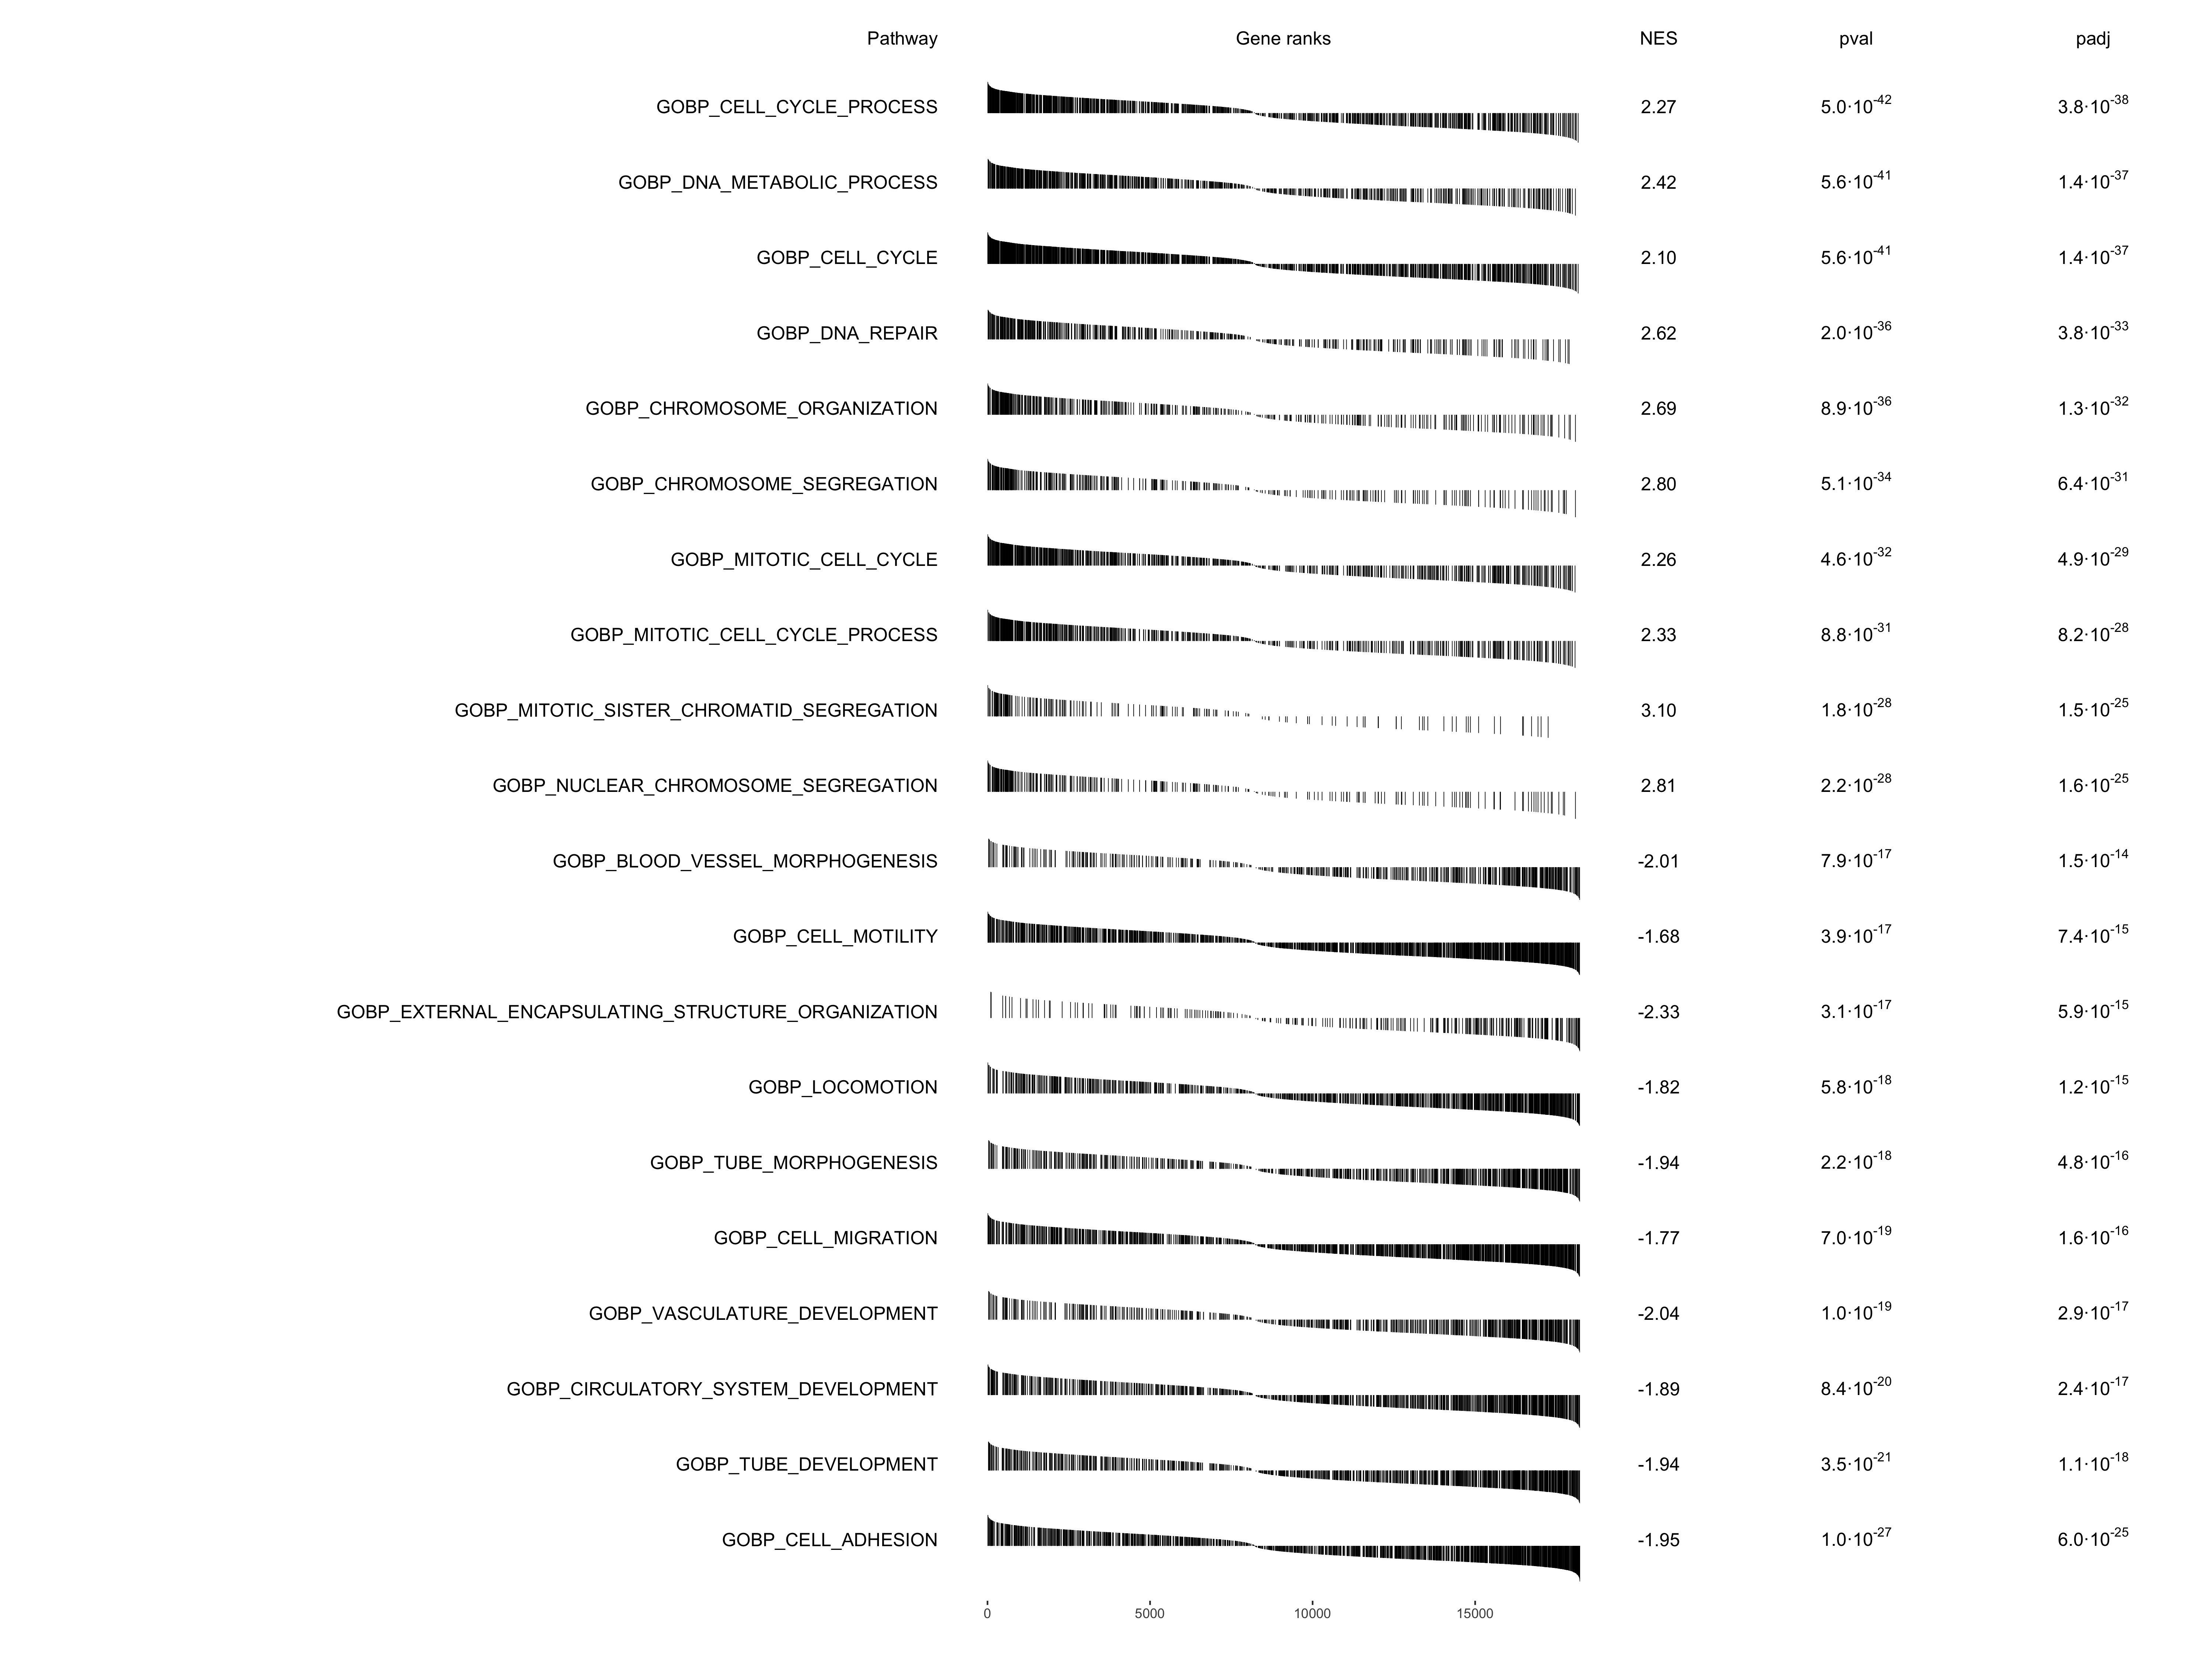 Pathway Gene ranks NES pval padj
GOBP_CELL_CYCLE_PROCESS 2.27 5.0·10^-42 3.8·10^-38
GOBP_DNA_METABOLIC_PROCESS 2.42 5.6·10^-41 1.4·10^-37
GOBP_CELL_CYCLE 2.10 5.6·10^-41 1.4·10^-37
GOBP_DNA_REPAIR 2.62 2.0·10^-36 3.8·10^-33
GOBP_CHROMOSOME_ORGANIZATION 2.69 8.9·10^-36 1.3·10^-32
GOBP_CHROMOSOME_SEGREGATION 2.80 5.1·10^-34 6.4·10^-31
GOBP_MITOTIC_CELL_CYCLE 2.26 4.6·10^-32 4.9·10^-29
GOBP_MITOTIC_CELL_CYCLE_PROCESS 2.33 8.8·10^-31 8.2·10^-28
GOBP_MITOTIC_SISTER_CHROMATID_SEGREGATION 3.10 1.8·10^-28 1.5·10^-25
GOBP_NUCLEAR_CHROMOSOME_SEGREGATION 2.81 2.2·10^-28 1.6·10^-25
GOBP_BLOOD_VESSEL_MORPHOGENESIS -2.01 7.9·10^-17 1.5·10^-14
GOBP_CELL_MOTILITY -1.68 3.9·10^-17 7.4·10^-15
GOBP_EXTERNAL_ENCAPSULATING_STRUCTURE_ORGANIZATION -2.33 3.1·10^-17 5.9·10^-15
GOBP_LOCOMOTION -1.82 5.8·10^-18 1.2·10^-15
GOBP_TUBE_MORPHOGENESIS -1.94 2.2·10^-18 4.8·10^-16
GOBP_CELL_MIGRATION -1.77 7.0·10^-19 1.6·10^-16
GOBP_VASCULATURE_DEVELOPMENT -2.04 1.0·10^-19 2.9·10^-17
GOBP_CIRCULATORY_SYSTEM_DEVELOPMENT -1.89 8.4·10^-20 2.4·10^-17
GOBP_TUBE_DEVELOPMENT -1.94 3.5·10^-21 1.1·10^-18
GOBP_CELL_ADHESION -1.95 1.0·10^-27 6.0·10^-25
0 5000 10000 15000